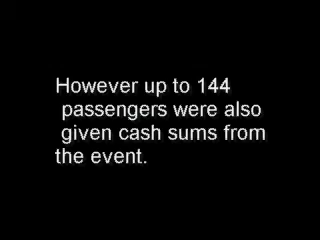 However up to 144
passengers were also
given cash sums from
the event.